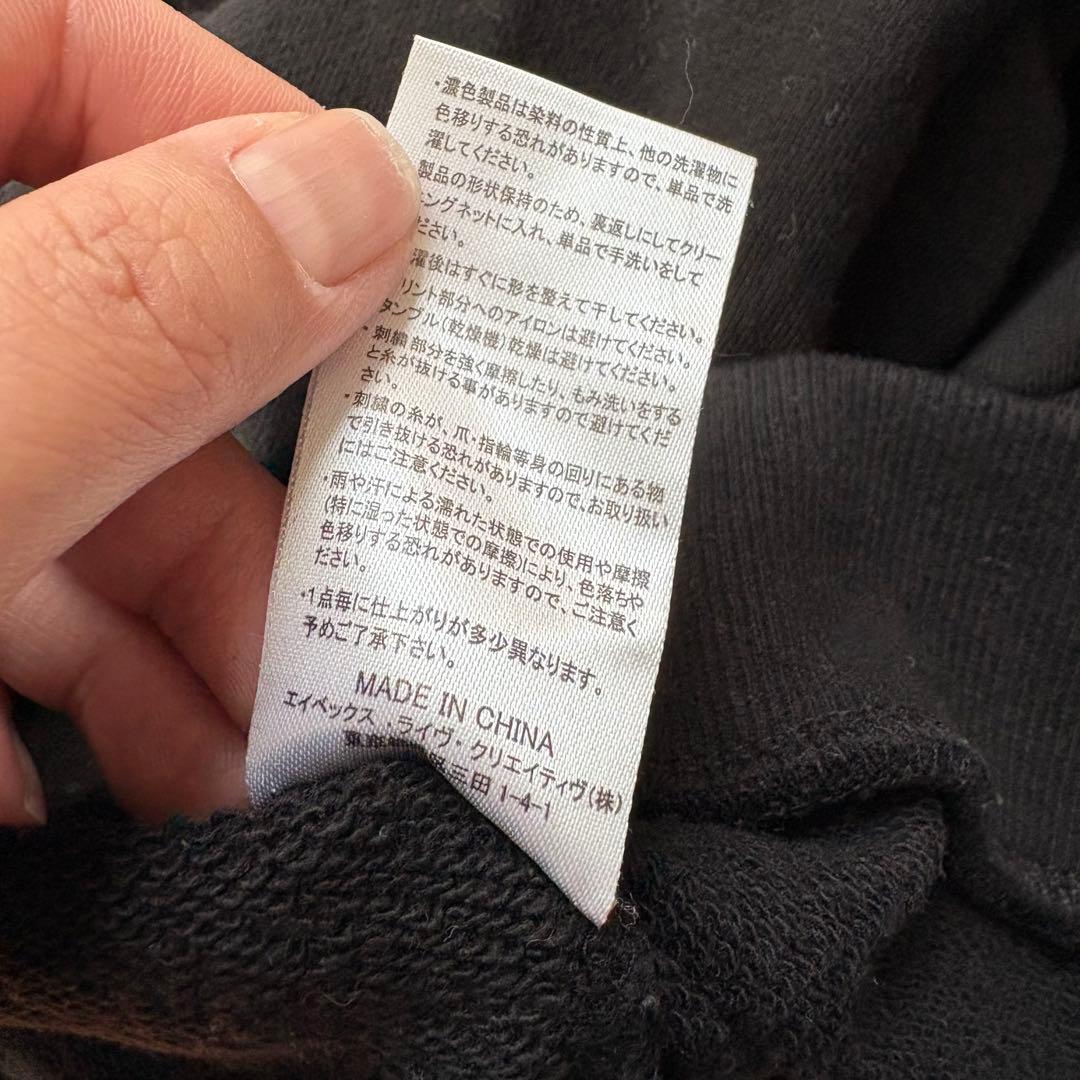 ・濃色製品は染料の性質上、他の洗濯物に
色移りする恐れがありますので、単品で洗
濯してください。
製品の形状保持のため、裏返しにしてクリー
ングネットに入れ、単品で手洗いをして
ださい。
濯後はすぐに形を整えて干してください。
リント部分へのアイロンは避けてください。
タンブル(乾燥機)乾燥は避けてください。
・刺繍部分を強く摩擦したり、もみ洗いをする
と糸が抜ける事がありますので避けてくだ
さい。
・刺繍の糸が、爪・指輪等身の回りにある物
で引き抜ける恐れがありますので、お取り扱い
にはご注意ください。
・雨や汗による濡れた状態での使用や摩擦
(特に湿った状態での摩擦)により、色落ちや
色移りする恐れがありますので、ご注意く
ださい。
・1点毎に仕上がりが多少異なります。
予めご了承下さい。
MADE IN CHINA
エイベックス・ライヴ・クリエイティヴ(株)
三田 1-4-1